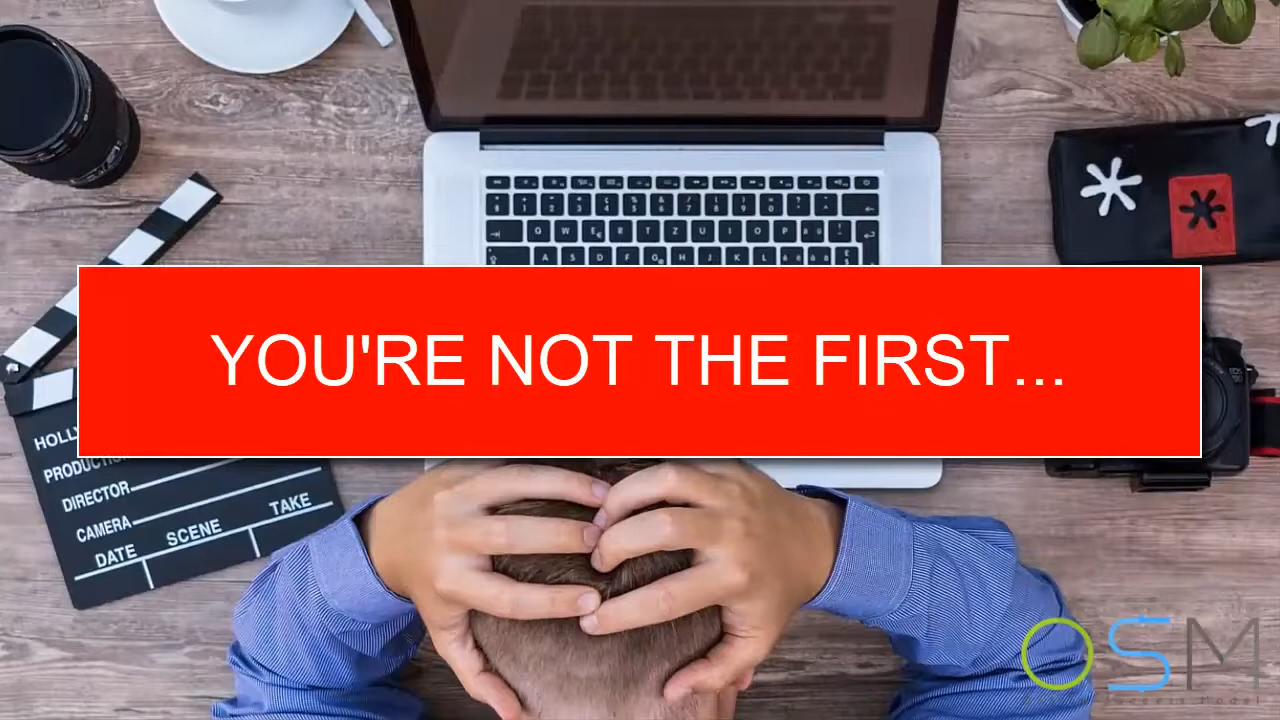 YOU'RE NOT THE FIRST...
HOLLY
PRODUCTION
DIRECTOR
CAMERA
DATE SCENE TAKE
Q W E R T Z U I O P
A S D F G H J K L
OSM